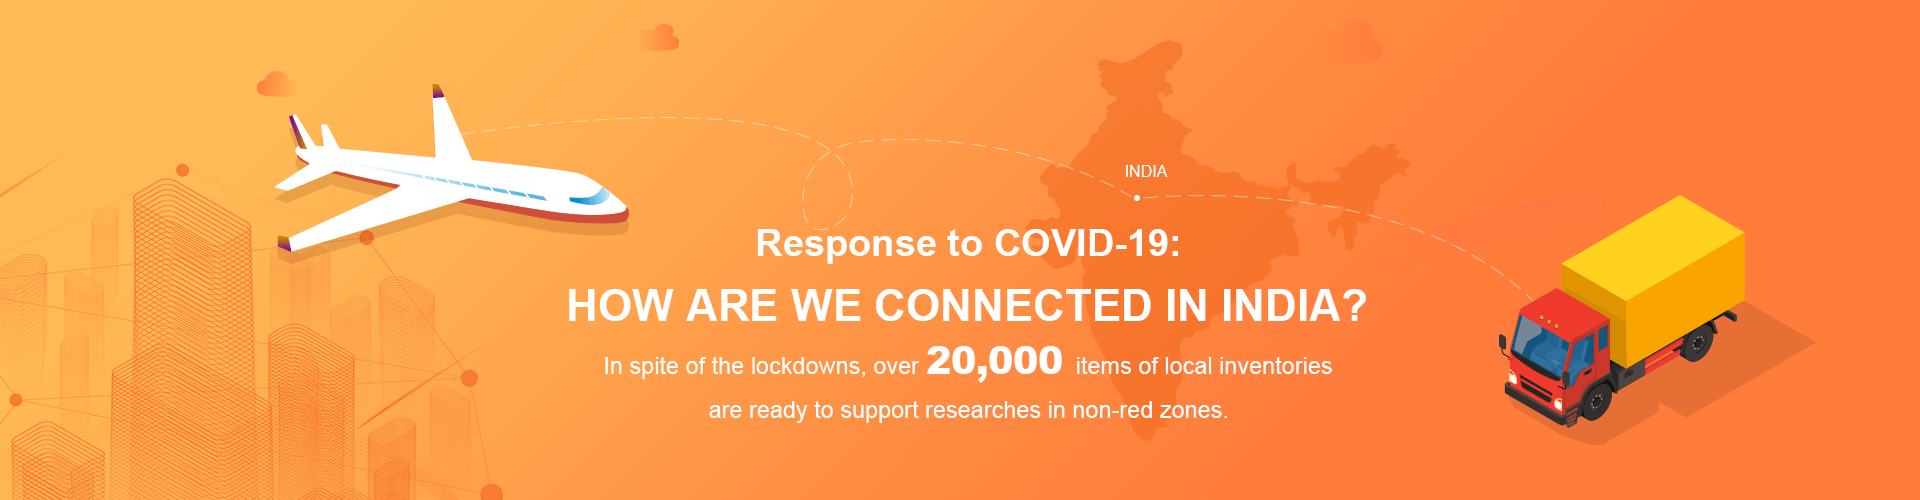 INDIA
Response to COVID-19:
HOW ARE WE CONNECTED IN INDIA?
In spite of the lockdowns, over 20,000 items of local inventories
are ready to support researches in non-red zones.